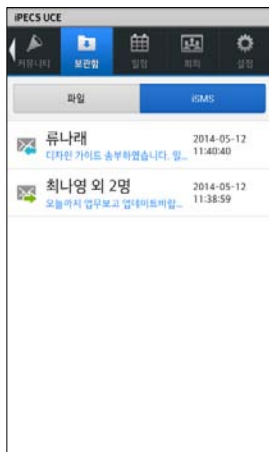 iPECS UCE
커뮤니티 보관함 일정 회의 설정
파일 iSMS
류나래 2014-05-12
디자인 가이드 송부하였습니다. 일... 11:40:40
최나영 외 2명 2014-05-12
오늘까지 업무보고 업데이트바랍... 11:38:59